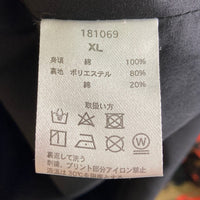 181069
XL
身頃 綿 100%
裏地 ポリエステル 80%
綿 20%
取扱い方
W
裏返しで洗う
プリント部分アイロン禁止